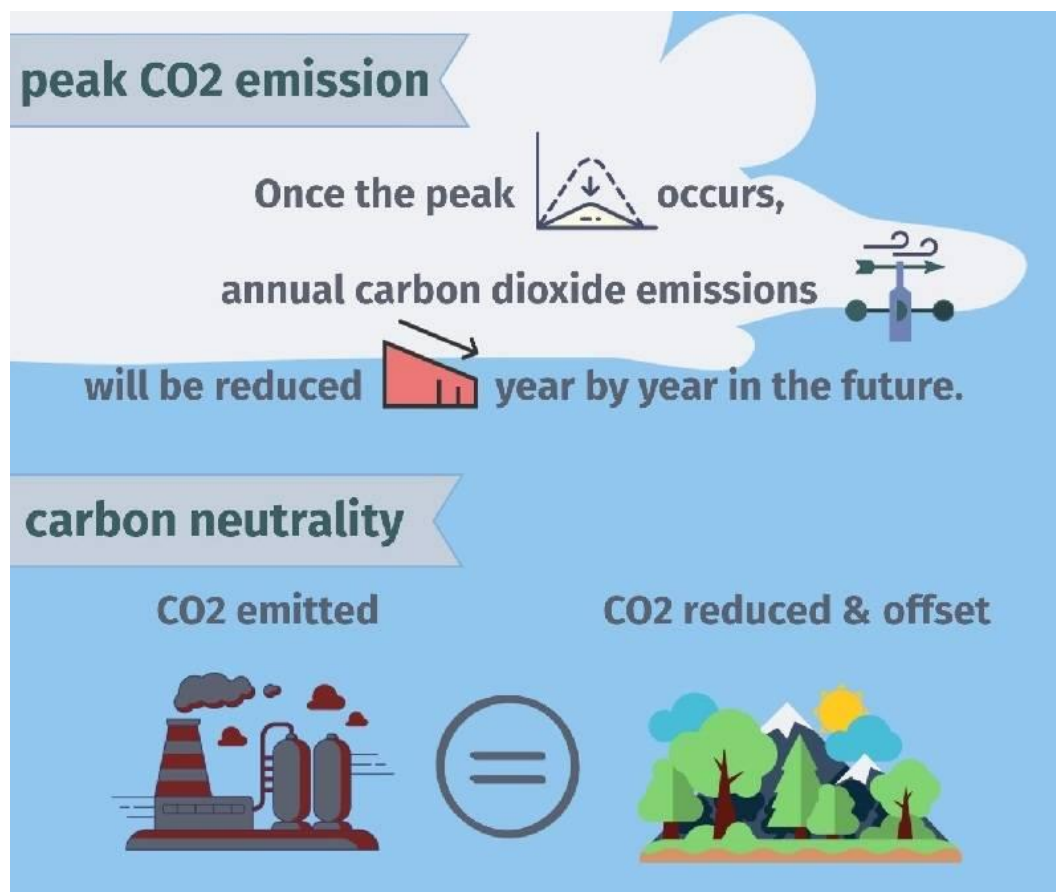 peak CO2 emission
Once the peak occurs,
annual carbon dioxide emissions
will be reduced year by year in the future.
carbon neutrality
CO2 emitted
CO2 reduced & offset